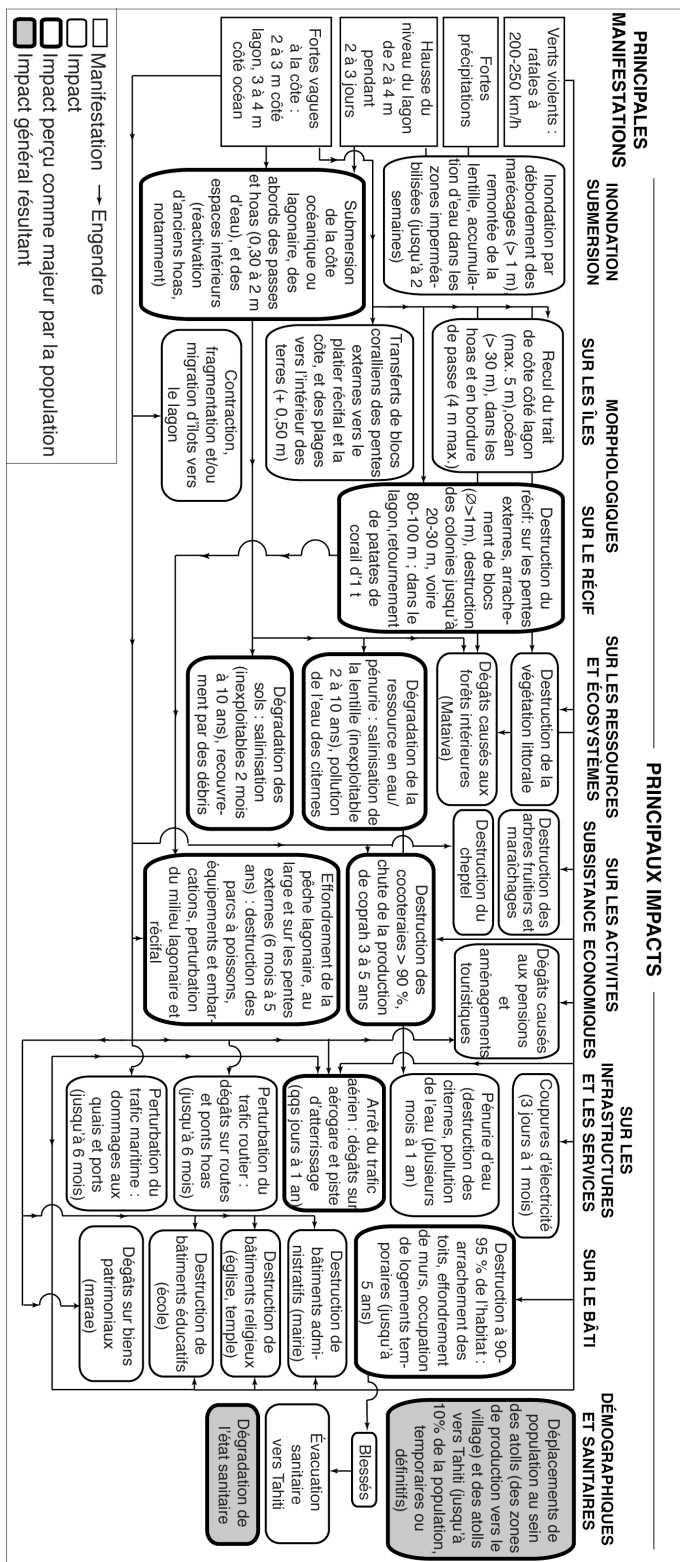 PRINCIPAUX IMPACTS
PRINCIPALES
MANIFESTATIONS
INONDATION
SUBMERSION
MORPHOLOGIQUES
SUR LES ÎLES
SUR LE RÉCIF
SUR LES RESSOURCES
ET ÉCOSYSTÈMES
SUR LES ACTIVITES
SUBSISTANCE ECONOMIQUES
SUR LES
INFRASTRUCTURES
ET LES SERVICES
SUR LE BÂTI
DÉMOGRAPHIQUES
ET SANITAIRES
Vents violents :
rafales à
200-250 km/h
Fortes
précipitations
Hausse du
niveau du lagon
de 2 à 4 m
pendant
2 à 3 jours
Fortes vagues
à la côte :
2 à 3 m côté
lagon, 3 à 4 m
côté océan
Inondation par
débordement des
marécages (> 1 m)
remontée de la
lentille, accumula-
tion d'eau dans les
zones imperméa-
bilisées (jusqu'à 2
semaines)
Submersion
de la côte
océanique ou
lagonaire, des
abords des passes
et hoas (0,30 à 2 m
d'eau), et des
espaces intérieurs
(réactivation
d'anciens hoas,
notamment)
Recul du trait
de côte côté lagon
(max. 5 m),océan
(> 30 m), dans les
hoas et en bordure
de passe (4 m max.)
Transferts de blocs
coralliens des pentes
externes vers le
platier récifal et la
côte, et des plages
vers l'intérieur des
terres (+ 0,50 m)
Contraction,
fragmentation et/ou
migration d'îlots vers
le lagon
Destruction du
récif: sur les pentes
externes, arrache-
ment de blocs
(Ø>1m), destruction
des colonies jusqu'à
20-30 m, voire
80-100 m ; dans le
lagon,retournement
de patates de
corail d'1 t
Destruction de la
végétation littorale
Dégâts causés aux
forêts intérieures
(Mataiva)
Dégradation de la
ressource en eau/
pénurie : salinisation de
la lentille (inexploitable
2 à 10 ans), pollution
de l'eau des citernes
Dégradation des
sols : salinisation
(inexploitables 2 mois
à 10 ans), recouvre-
ment par des débris
Destruction des
arbres fruitiers et
maraîchages
Destruction du
cheptel
Destruction des
cocoteraies > 90 %,
chute de la production
de coprah 3 à 5 ans
Effondrement de la
pêche lagonaire, au
large et sur les pentes
externes (6 mois à 5
ans) : destruction des
parcs à poissons,
équipements et embar-
cations, perturbation
du milieu lagonaire et
récifal
Dégâts causés
aux pensions
et
aménagements
touristiques
Coupures d'électricité
(3 jours à 1 mois)
Pénurie d'eau
(destruction des
citernes, pollution
de l'eau (plusieurs
mois à 1 an)
Arrêt du trafic
aérien : dégâts sur
aérogare et piste
d'atterrissage
(qqs jours à 1 an)
Perturbation du
trafic routier :
dégâts sur routes
et ponts hoas
(jusqu'à 6 mois)
Perturbation du
trafic maritime :
dommages aux
quais et ports
(jusqu'à 6 mois)
Destruction à 90-
95 % de l'habitat :
arrachement des
toits, effondrement
de murs, occupation
de logements tem-
poraires (jusqu'à
5 ans)
Destruction de
bâtiments admi-
nistratifs (mairie)
Destruction de
bâtiments religieux
(église, temple)
Destruction de
bâtiments éducatifs
(école)
Dégâts sur biens
patrimoniaux
(marae)
Déplacements de
population au sein
des atolls (des zones
de production vers le
village) et des atolls
vers Tahiti (jusqu'à
10% de la population,
temporaires ou
définitifs)
Blessés
Évacuation
sanitaire
vers Tahiti
Dégradation de
l'état sanitaire
Manifestation → Engendre
Impact
Impact perçu comme majeur par la population
Impact général résultant